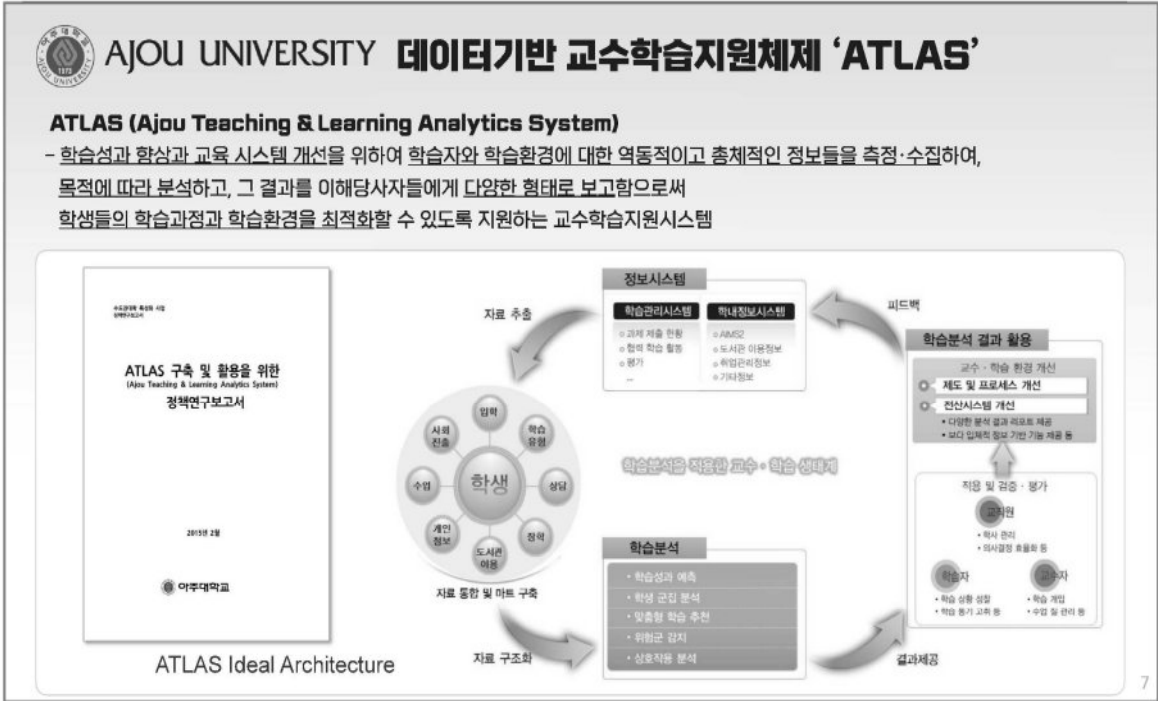 AJOU UNIVERSITY 데이터기반 교수학습지원체제 ‘ATLAS’
ATLAS (Ajou Teaching & Learning Analytics System)
– 학습성과 향상과 교육 시스템 개선을 위하여 학습자와 학습환경에 대한 역동적이고 총체적인 정보들을 측정·수집하여,
목적에 따라 분석하고, 그 결과를 이해당사자들에게 다양한 형태로 보고함으로써
학생들의 학습과정과 학습환경을 최적화할 수 있도록 지원하는 교수학습지원시스템
수도권대학 특성화 사업
정책연구보고서
ATLAS 구축 및 활용을 위한
(Ajou Teaching & Learning Analytics System)
정책연구보고서
2015년 2월
아주대학교
ATLAS Ideal Architecture
자료 추출
정보시스템
학습관리시스템
○ 과제 제출 현황
○ 협력 학습 활동
○ 평가
...
학내정보시스템
○ AIMS2
○ 도서관 이용정보
○ 취업관리정보
○ 기타정보
피드백
학생
입학
학습
유형
상담
장학
도서관
이용
개인
정보
수업
사회
진출
자료 통합 및 마트 구축
학습분석을 적용한 교수 · 학습 생태계
자료 구조화
학습분석
• 학습성과 예측
• 학생 군집 분석
• 맞춤형 학습 추천
• 위험군 감지
• 상호작용 분석
결과제공
학습분석 결과 활용
교수 · 학습 환경 개선
제도 및 프로세스 개선
전산시스템 개선
• 다양한 분석 결과 리포트 제공
• 보다 입체적 정보 기반 기능 제공 등
적용 및 검증 · 평가
교직원
• 학사 관리
• 의사결정 효율화 등
학습자
• 학습 상황 성찰
• 학습 동기 고취 등
교수자
• 학습 개입
• 수업 질 관리 등
7